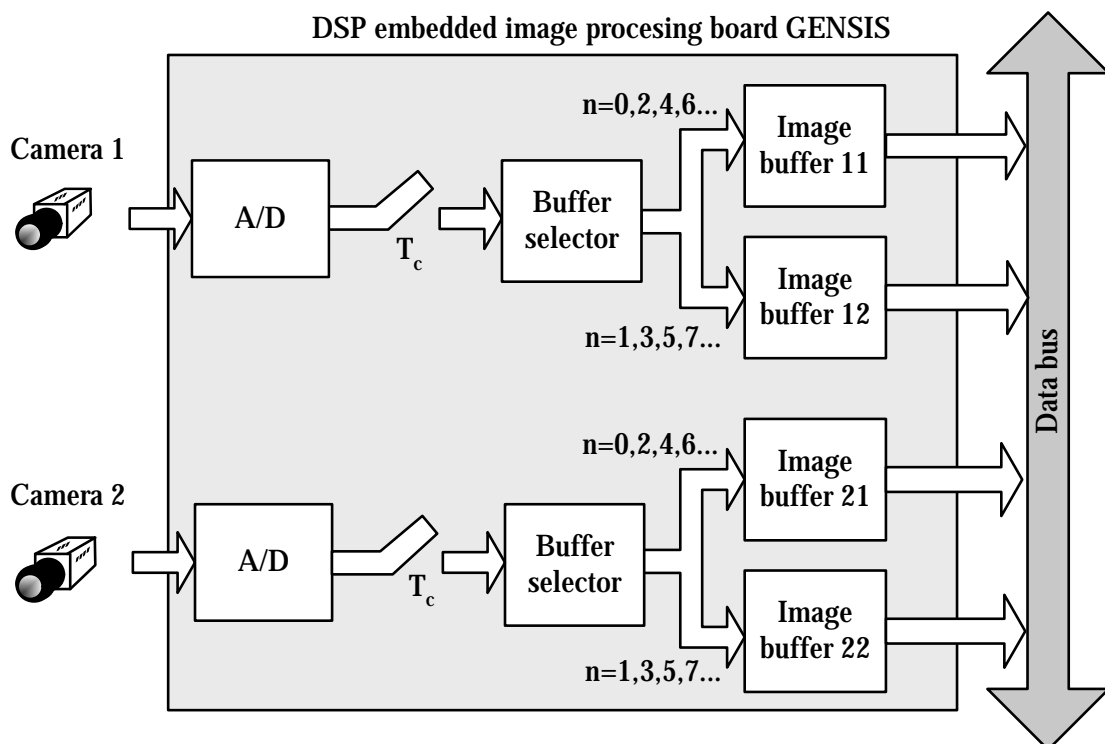 DSP embedded image procesing board GENSIS
Camera 1
A/D
T_c
Buffer
selector
n=0,2,4,6...
n=1,3,5,7...
Image
buffer 11
Image
buffer 12
Data bus
Camera 2
A/D
T_c
Buffer
selector
n=0,2,4,6...
n=1,3,5,7...
Image
buffer 21
Image
buffer 22